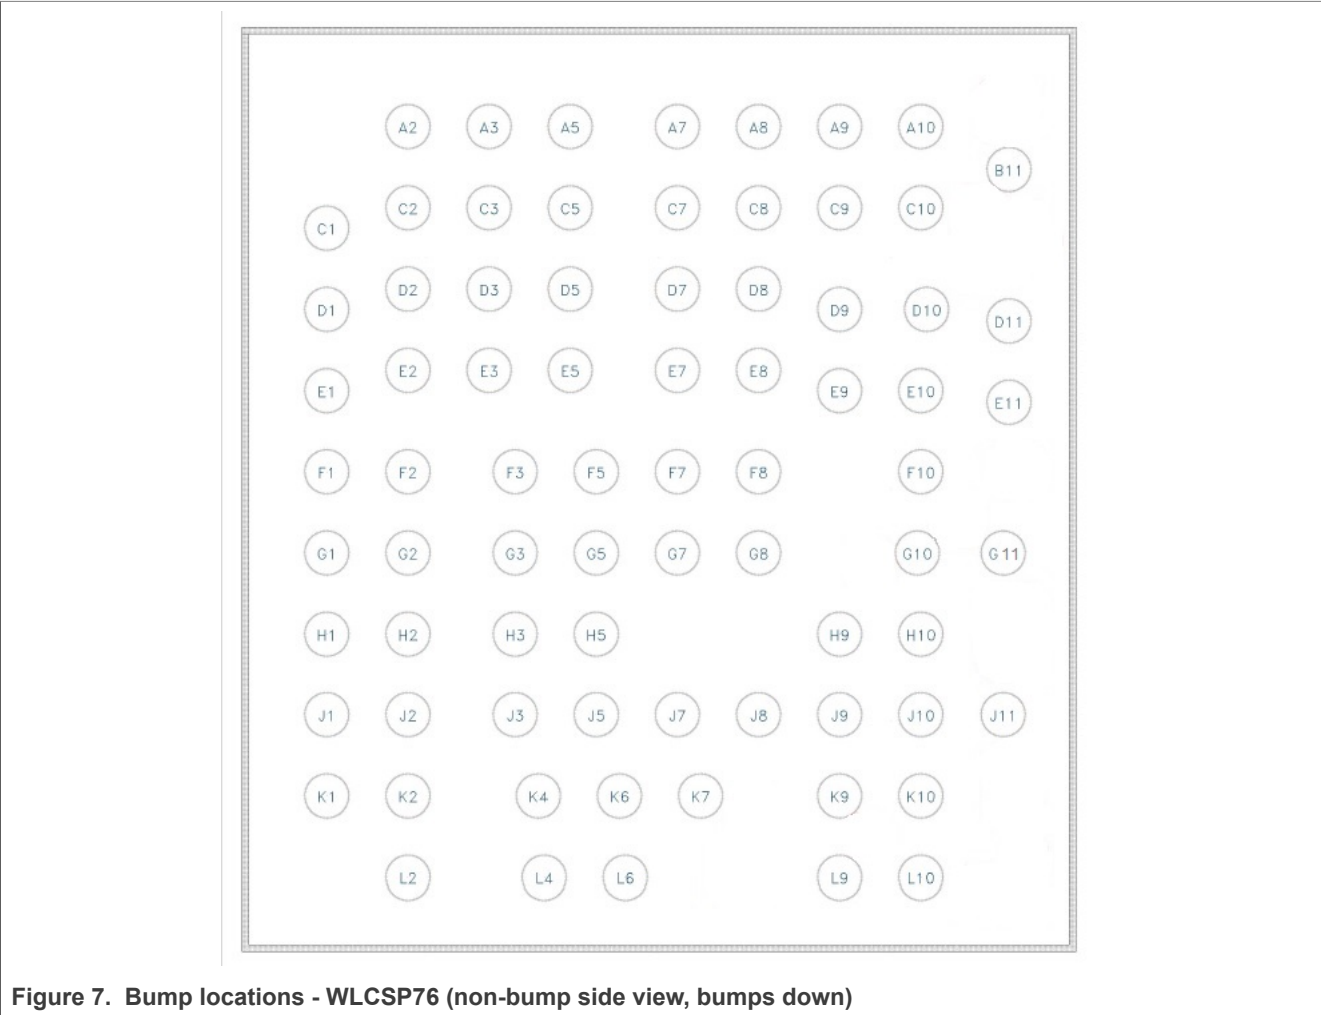 A2 A3 A5 A7 A8 A9 A10
B11
C2 C3 C5 C7 C8 C9 C10
C1
D2 D3 D5 D7 D8
D1 D9 D10 D11
E2 E3 E5 E7 E8
E1 E9 E10 E11
F1 F2 F3 F5 F7 F8 F10
G1 G2 G3 G5 G7 G8 G10 G11
H1 H2 H3 H5 H9 H10
J1 J2 J3 J5 J7 J8 J9 J10 J11
K1 K2 K4 K6 K7 K9 K10
L2 L4 L6 L9 L10
Figure 7. Bump locations - WLCSP76 (non-bump side view, bumps down)